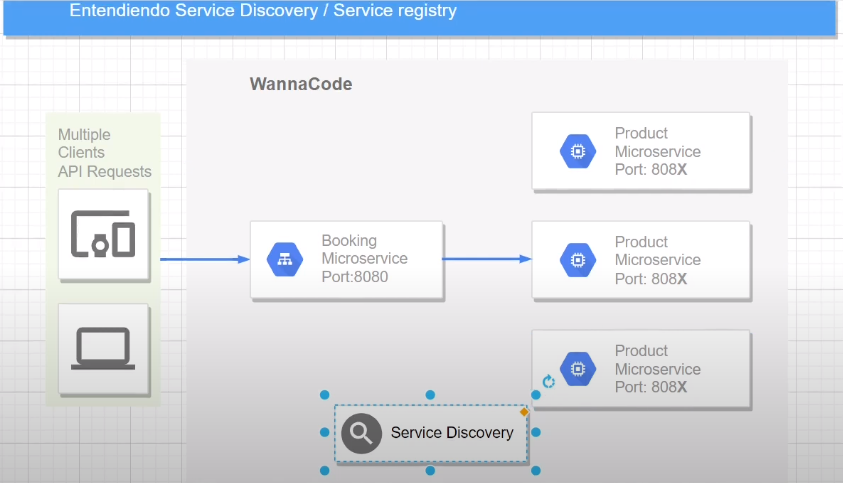 Entendiendo Service Discovery / Service registry
WannaCode
Multiple
Clients
API Requests
Product
Microservice
Port: 808X
Booking
Microservice
Port:8080
Product
Microservice
Port: 808X
Product
Microservice
Port: 808X
Service Discovery